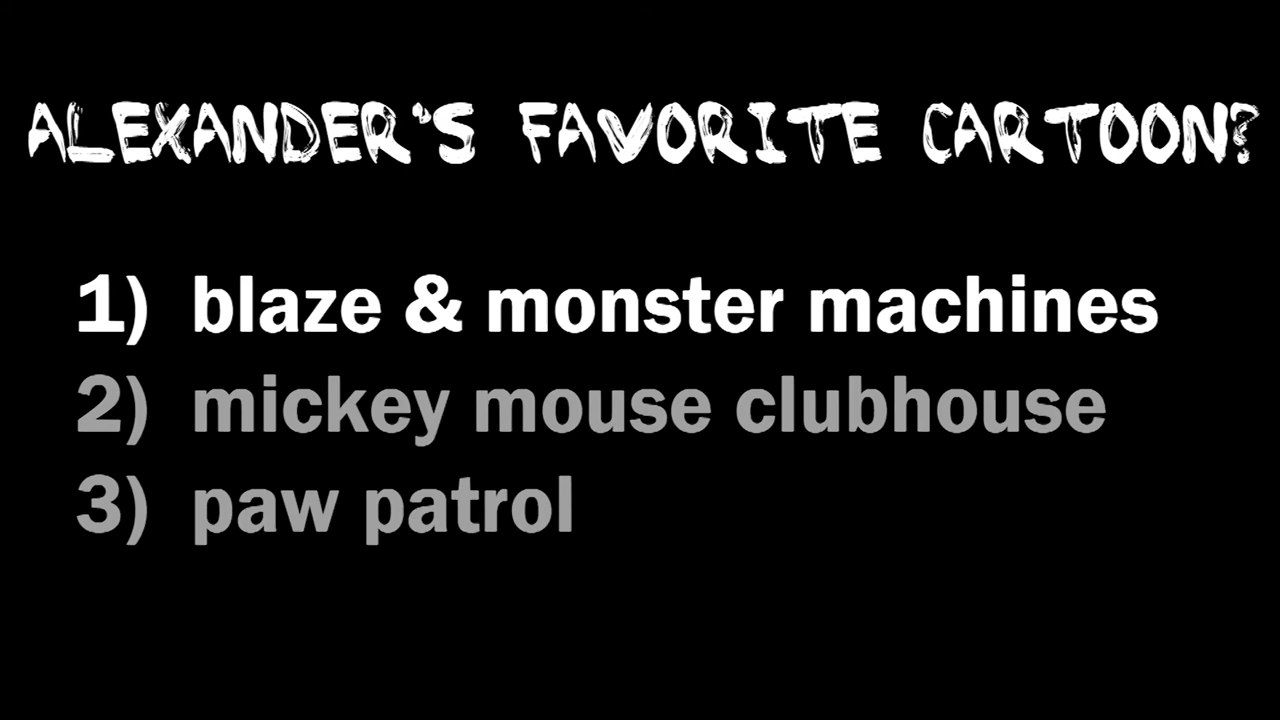 ALEXANDER'S FAVORITE CARTOON?
1) blaze & monster machines
2) mickey mouse clubhouse
3) paw patrol